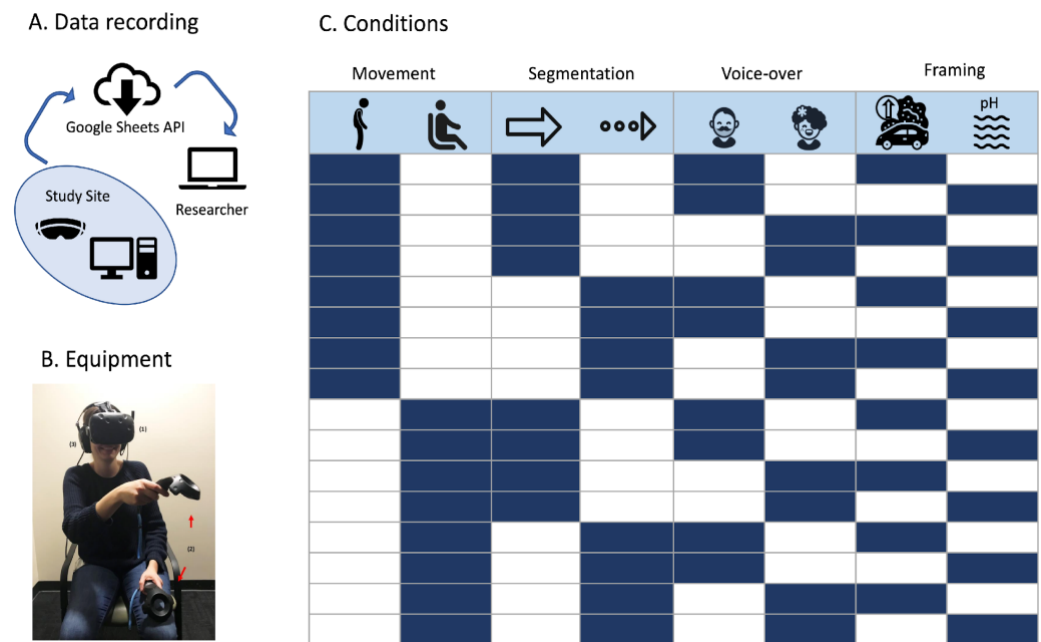 A. Data recording
Google Sheets API
Study Site
Researcher
B. Equipment
(1)
(3)
(2)
C. Conditions
Movement
Segmentation
Voice-over
Framing
pH